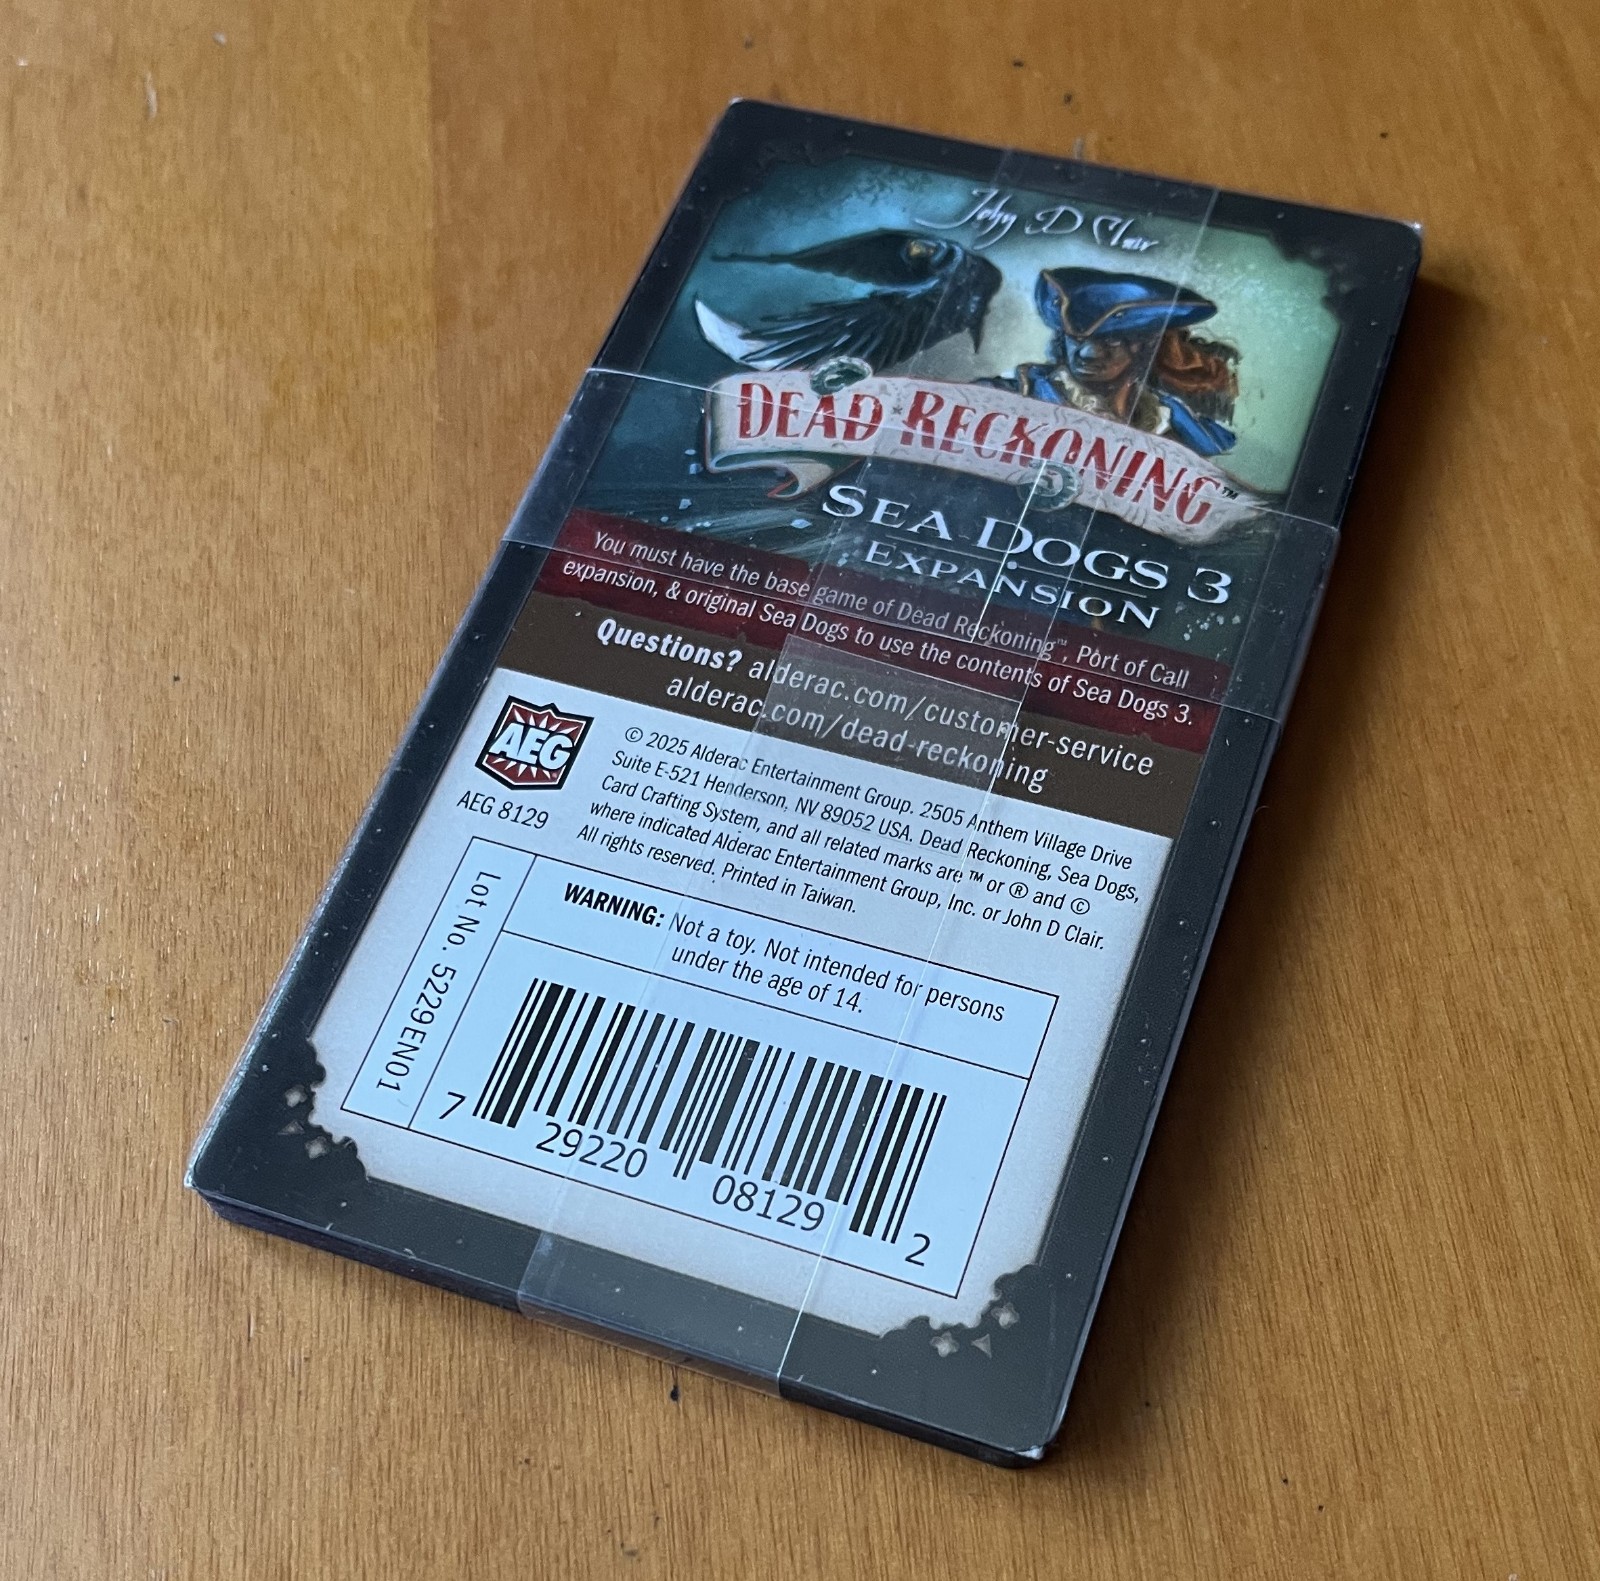 John D Clair
DEAD RECKONING™
SEA DOGS 3
EXPANSION
You must have the base game of Dead Reckoning™, Port of Call
expansion, & original Sea Dogs to use the contents of Sea Dogs 3.
Questions? alderac.com/customer-service
alderac.com/dead-reckoning
AEG
AEG 8129
© 2025 Alderac Entertainment Group. 2505 Anthem Village Drive
Suite E-521 Henderson, NV 89052 USA. Dead Reckoning, Sea Dogs,
Card Crafting System, and all related marks are ™ or ® and ©
where indicated Alderac Entertainment Group, Inc. or John D Clair.
All rights reserved. Printed in Taiwan.
Lot No. 5229EN01
WARNING: Not a toy. Not intended for persons
under the age of 14.
7 29220 08129 2